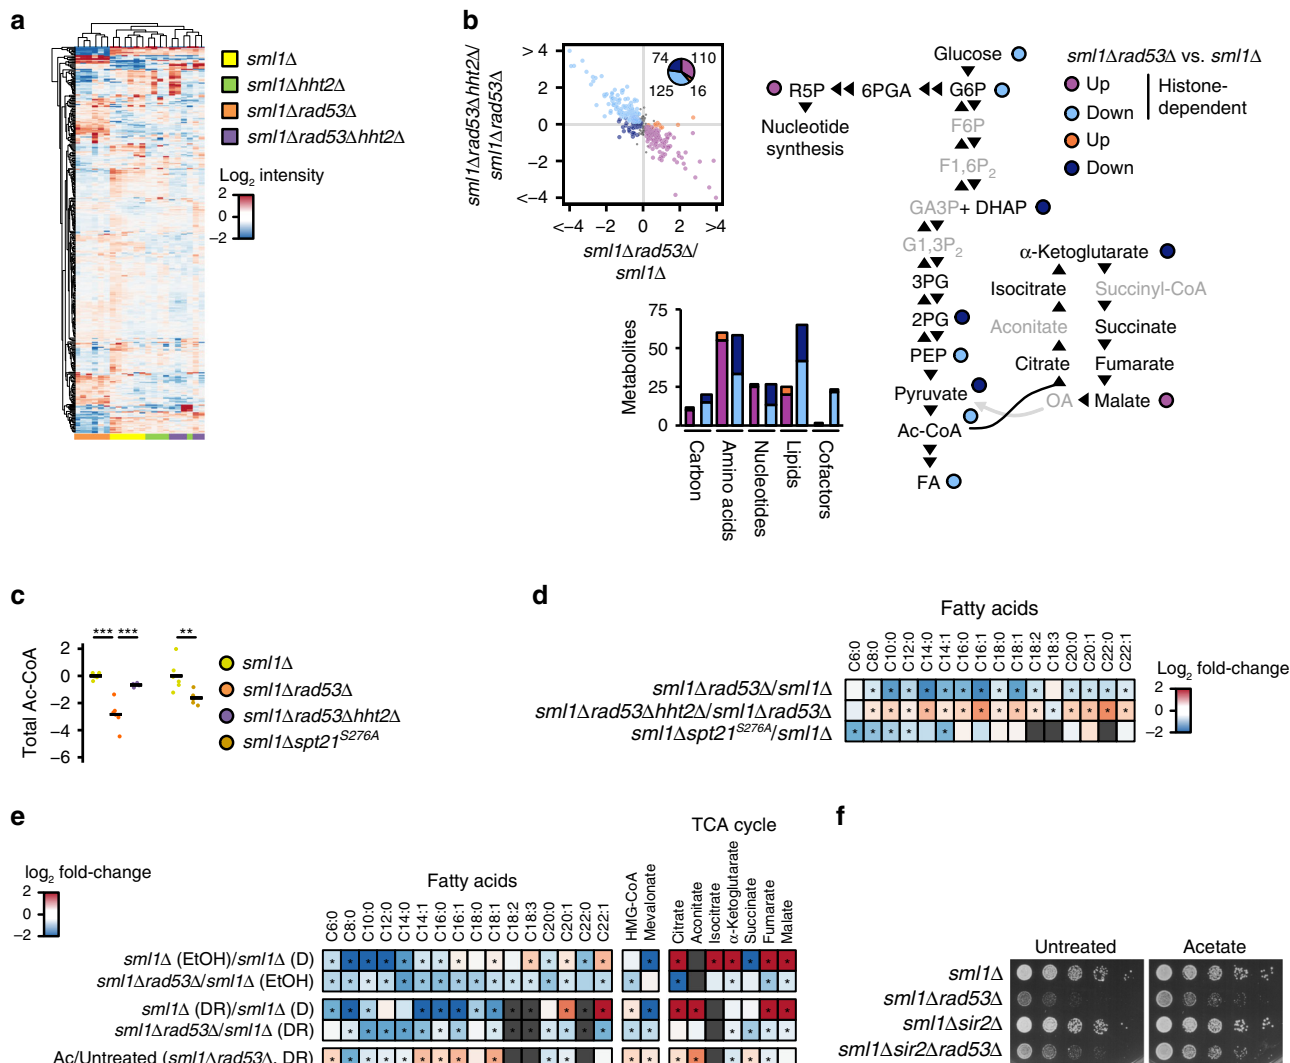 a
sml1Δ
sml1Δhht2Δ
sml1Δrad53Δ
sml1Δrad53Δhht2Δ
Log2 intensity
2
0
−2
b
sml1Δrad53Δhht2Δ/
sml1Δrad53Δ
> 4
2
0
−2
<−4
74 110
125 16
<−4 −2 0 2 >4
sml1Δrad53Δ/
sml1Δ
Metabolites
75
50
25
0
Carbon
Amino acids
Nucleotides
Lipids
Cofactors
Glucose
R5P 6PGA G6P
Nucleotide
synthesis
F6P
F1,6P2
GA3P+ DHAP
G1,3P2
3PG
2PG
PEP
Pyruvate
Ac-CoA
FA
α-Ketoglutarate
Isocitrate Succinyl-CoA
Aconitate Succinate
Citrate Fumarate
OA Malate
sml1Δrad53Δ vs. sml1Δ
Up
Down
Histone-
dependent
Up
Down
c
Total Ac-CoA
2
0
−2
−4
−6
*** *** **
sml1Δ
sml1Δrad53Δ
sml1Δrad53Δhht2Δ
sml1Δspt21S276A
d
Fatty acids
C6:0 C8:0 C10:0 C12:0 C14:0 C14:1 C16:0 C16:1 C18:0 C18:1 C18:2 C18:3 C20:0 C20:1 C22:0 C22:1
sml1Δrad53Δ/sml1Δ
sml1Δrad53Δhht2Δ/sml1Δrad53Δ
sml1Δspt21S276A/sml1Δ
Log2 fold-change
2
0
−2
e
log2 fold-change
2
0
−2
Fatty acids
TCA cycle
C6:0 C8:0 C10:0 C12:0 C14:0 C14:1 C16:0 C16:1 C18:0 C18:1 C18:2 C18:3 C20:0 C20:1 C22:0 C22:1 HMG-CoA Mevalonate Citrate Aconitate Isocitrate α-Ketoglutarate Succinate Fumarate Malate
sml1Δ (EtOH)/sml1Δ (D)
sml1Δrad53Δ/sml1Δ (EtOH)
sml1Δ (DR)/sml1Δ (D)
sml1Δrad53Δ/sml1Δ (DR)
Ac/Untreated (sml1Δrad53Δ, DR)
f
Untreated Acetate
sml1Δ
sml1Δrad53Δ
sml1Δsir2Δ
sml1Δsir2Δrad53Δ